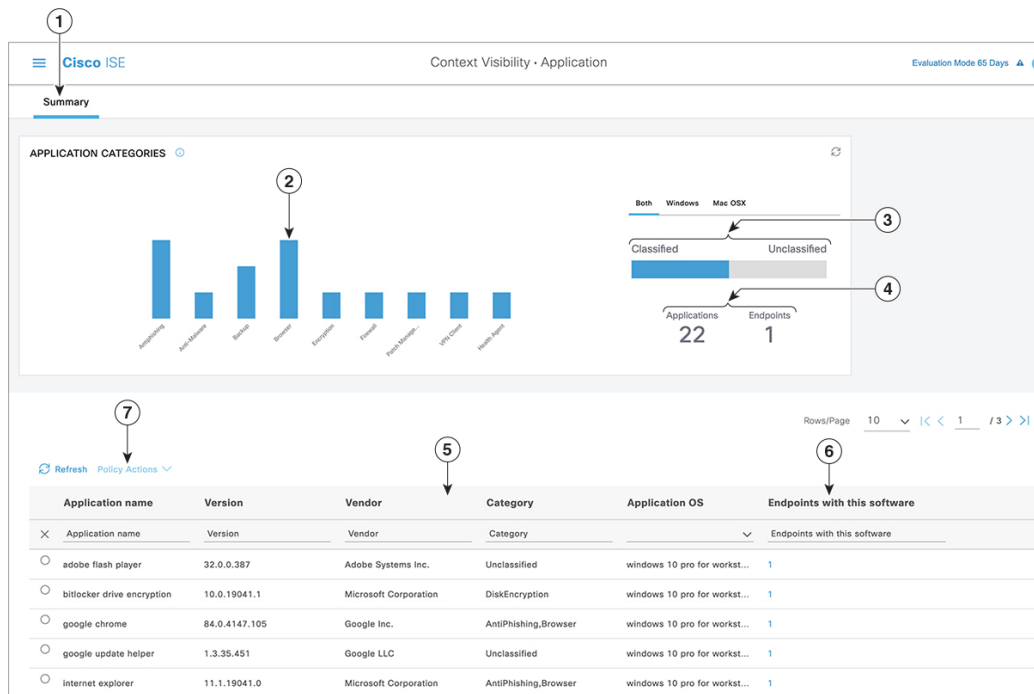 1
Cisco ISE
Context Visibility · Application
Evaluation Mode 65 Days
Summary
APPLICATION CATEGORIES
2
Both Windows Mac OSX
3
Classified Unclassified
4
Applications Endpoints
22 1
Antiphishing Anti-Malware Backup Browser Encryption Firewall Patch Manage... VPN Client Health Agent
7
Rows/Page 10 |< < 1 / 3 > >|
5
6
Refresh Policy Actions
Application name Version Vendor Category Application OS Endpoints with this software
Application name Version Vendor Category Endpoints with this software
adobe flash player 32.0.0.387 Adobe Systems Inc. Unclassified windows 10 pro for workst... 1
bitlocker drive encryption 10.0.19041.1 Microsoft Corporation DiskEncryption windows 10 pro for workst... 1
google chrome 84.0.4147.105 Google Inc. AntiPhishing,Browser windows 10 pro for workst... 1
google update helper 1.3.35.451 Google LLC Unclassified windows 10 pro for workst... 1
internet explorer 11.1.19041.0 Microsoft Corporation AntiPhishing,Browser windows 10 pro for workst... 1